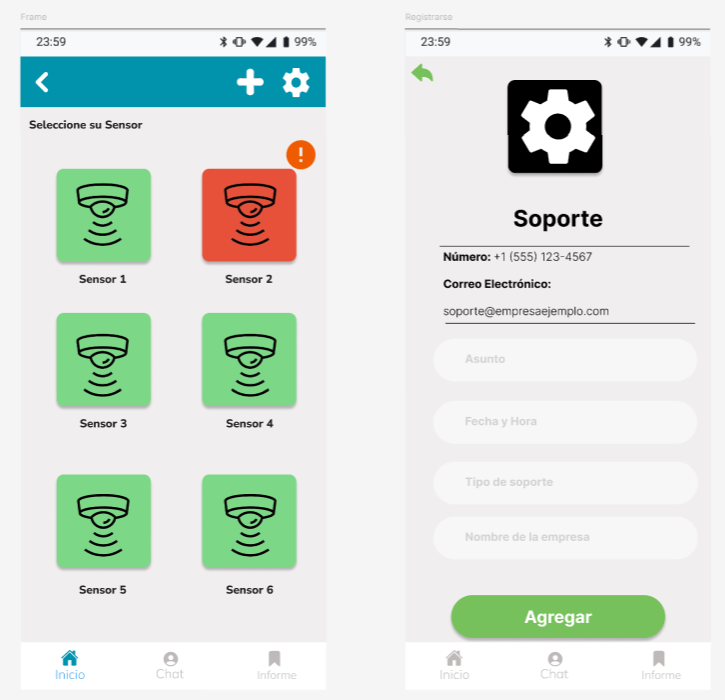 Frame
23:59
99%
Seleccione su Sensor
!
Sensor 1
Sensor 2
Sensor 3
Sensor 4
Sensor 5
Sensor 6
Inicio
Chat
Informe
Registrarse
23:59
99%
Soporte
Número: +1 (555) 123-4567
Correo Electrónico:
soporte@empresaejemplo.com
Asunto
Fecha y Hora
Tipo de soporte
Nombre de la empresa
Agregar
Inicio
Chat
Informe